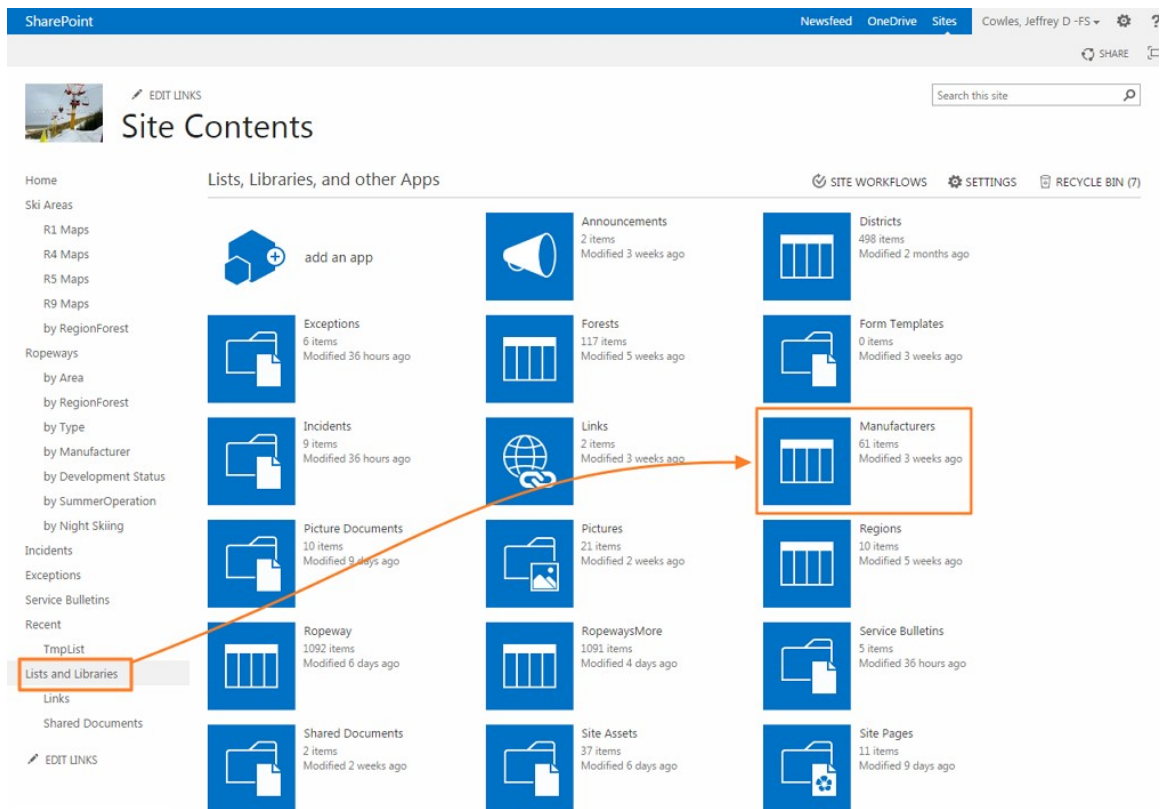 SharePoint
Newsfeed OneDrive Sites Cowles, Jeffrey D -FS
SHARE
EDIT LINKS
Search this site
Site Contents
Home
Ski Areas
R1 Maps
R4 Maps
R5 Maps
R9 Maps
by RegionForest
Ropeways
by Area
by RegionForest
by Type
by Manufacturer
by Development Status
by SummerOperation
by Night Skiing
Incidents
Exceptions
Service Bulletins
Recent
TmpList
Lists and Libraries
Links
Shared Documents
EDIT LINKS
Lists, Libraries, and other Apps
SITE WORKFLOWS SETTINGS RECYCLE BIN (7)
add an app
Announcements
2 items
Modified 3 weeks ago
Districts
498 items
Modified 2 months ago
Exceptions
6 items
Modified 36 hours ago
Forests
117 items
Modified 5 weeks ago
Form Templates
0 items
Modified 3 weeks ago
Incidents
9 items
Modified 36 hours ago
Links
2 items
Modified 3 weeks ago
Manufacturers
61 items
Modified 3 weeks ago
Picture Documents
10 items
Modified 9 days ago
Pictures
21 items
Modified 2 weeks ago
Regions
10 items
Modified 5 weeks ago
Ropeway
1092 items
Modified 6 days ago
RopewaysMore
1091 items
Modified 4 days ago
Service Bulletins
5 items
Modified 36 hours ago
Shared Documents
2 items
Modified 2 weeks ago
Site Assets
37 items
Modified 6 days ago
Site Pages
11 items
Modified 9 days ago